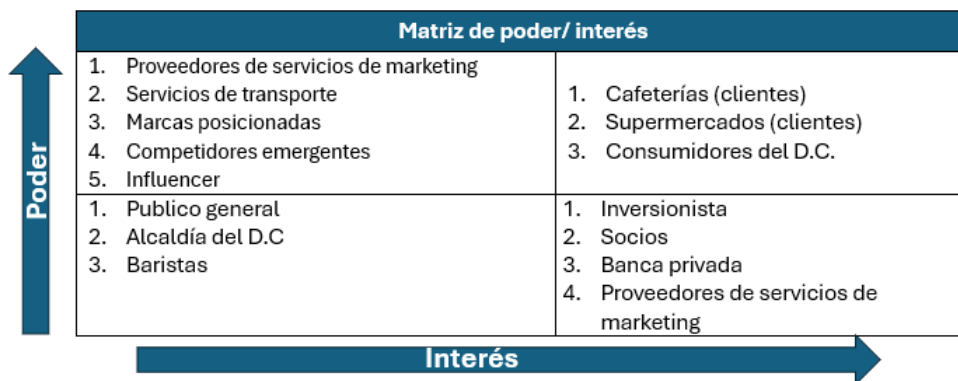 Matriz de poder/ interés
Poder
1. Proveedores de servicios de marketing
2. Servicios de transporte
3. Marcas posicionadas
4. Competidores emergentes
5. Influencer
1. Cafeterías (clientes)
2. Supermercados (clientes)
3. Consumidores del D.C.
1. Publico general
2. Alcaldía del D.C
3. Baristas
1. Inversionista
2. Socios
3. Banca privada
4. Proveedores de servicios de
marketing
Interés